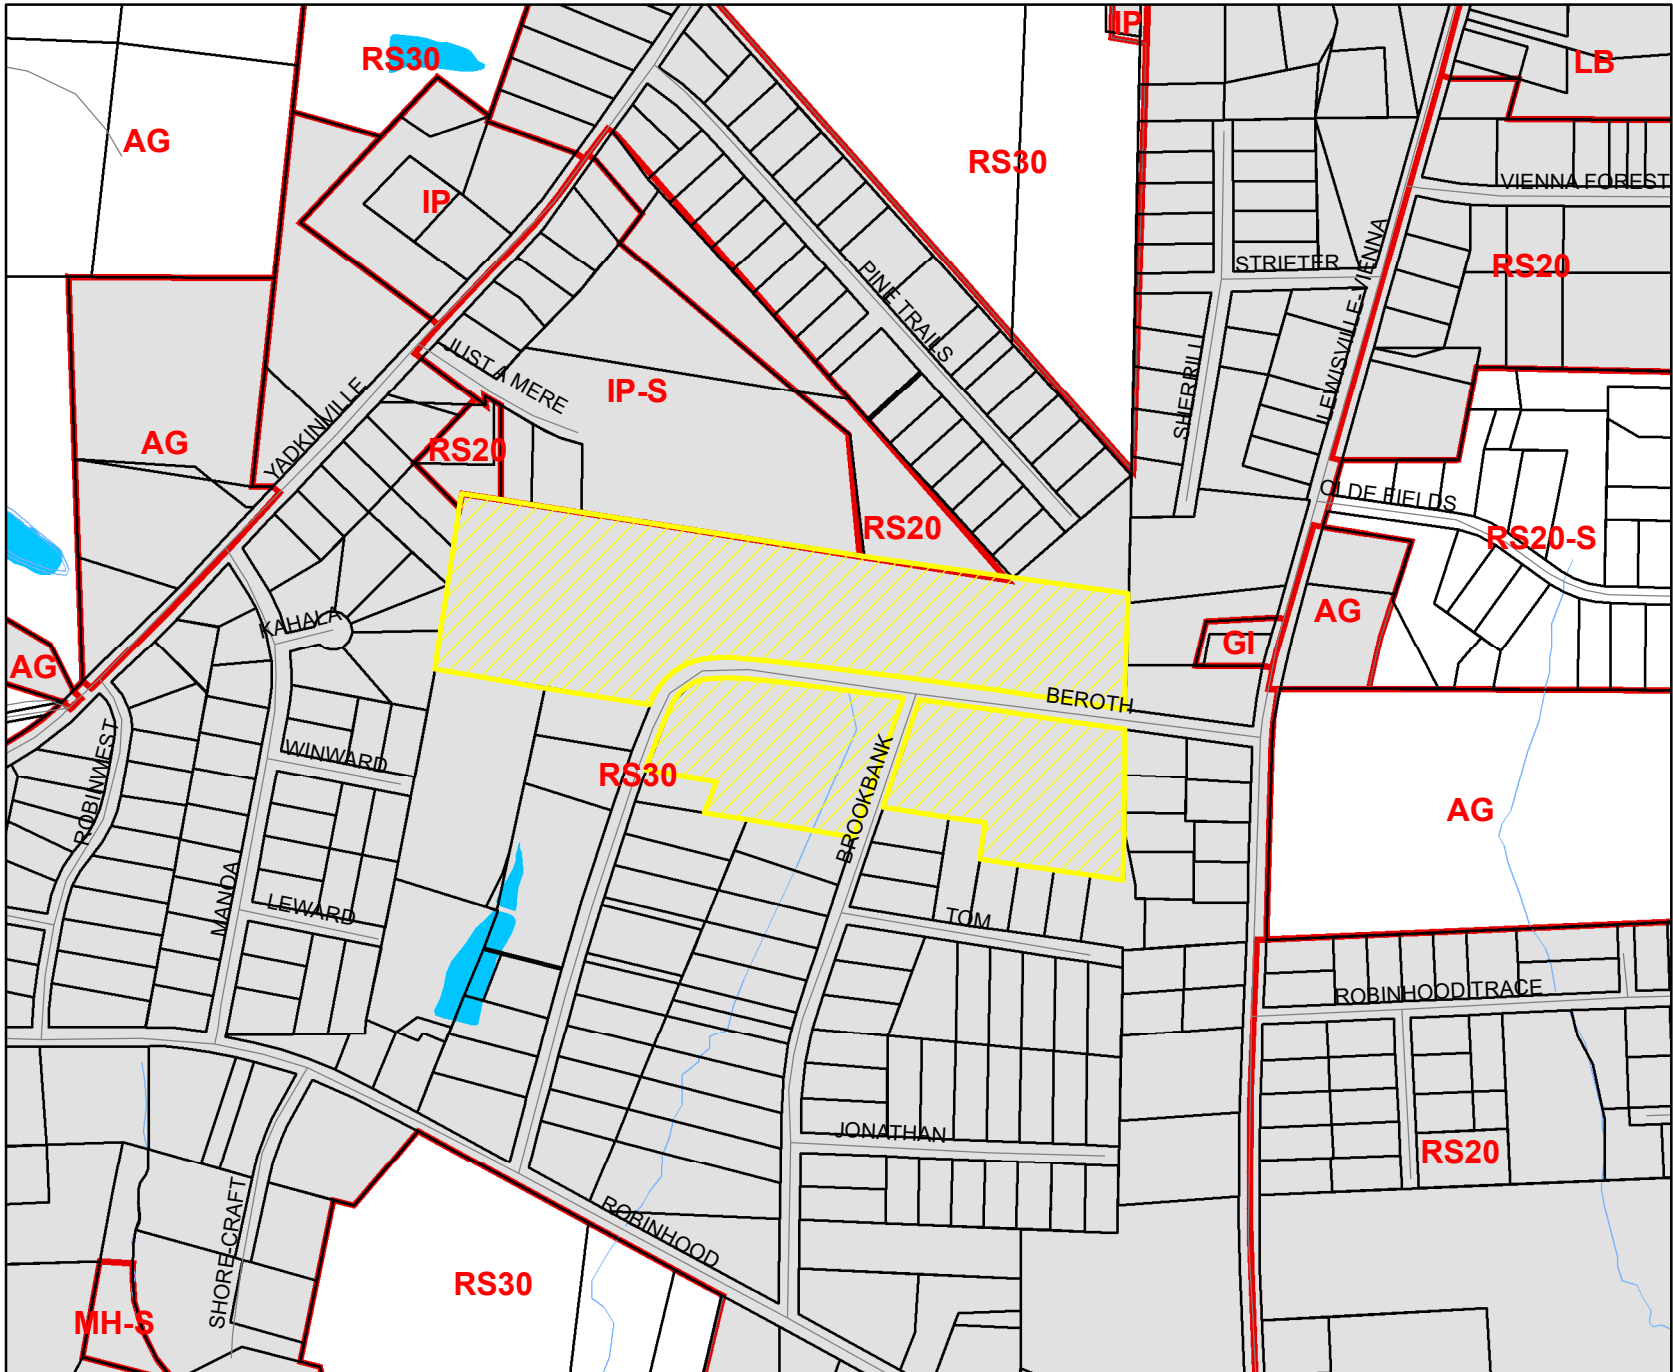 IP
RS30
LB
AG
RS30
VIENNA FOREST
IP
STRIETER
RS20
LEWISVILLE-VIENNA
PINE TRAILS
JUST A MERE
SHERRILL
IP-S
YADKINVILLE
AG
RS20
OLDE FIELDS
RS20
RS20-S
KAHALA
AG
GI
AG
BEROTH
WINWARD
RS30
ROBINWEST
BROOKBANK
AG
MANOA
LEWARD
TOM
ROBINHOOD TRACE
JONATHAN
RS20
SHORE-CRAFT
ROBINHOOD
RS30
MH-S